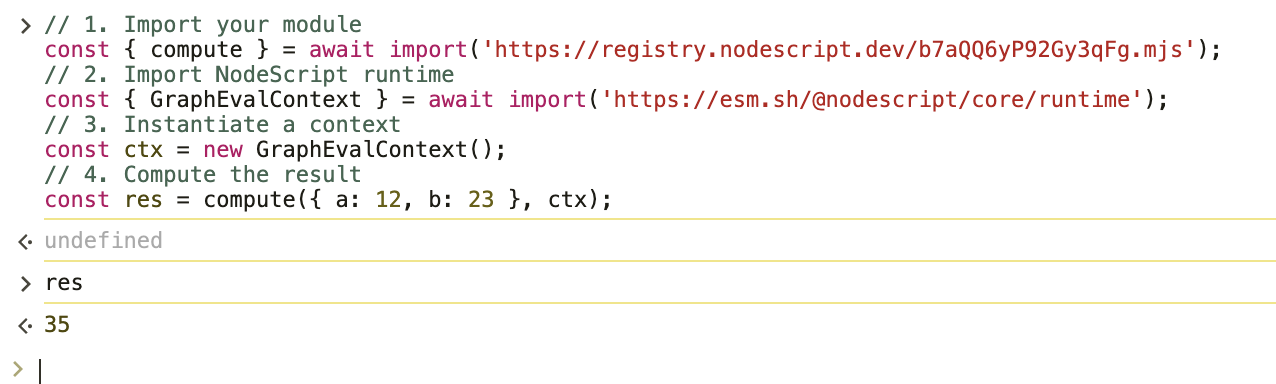 > // 1. Import your module
const { compute } = await import('https://registry.nodescript.dev/b7aQQ6yP92Gy3qFg.mjs');
// 2. Import NodeScript runtime
const { GraphEvalContext } = await import('https://esm.sh/@nodescript/core/runtime');
// 3. Instantiate a context
const ctx = new GraphEvalContext();
// 4. Compute the result
const res = compute({ a: 12, b: 23 }, ctx);
undefined
> res
35
>